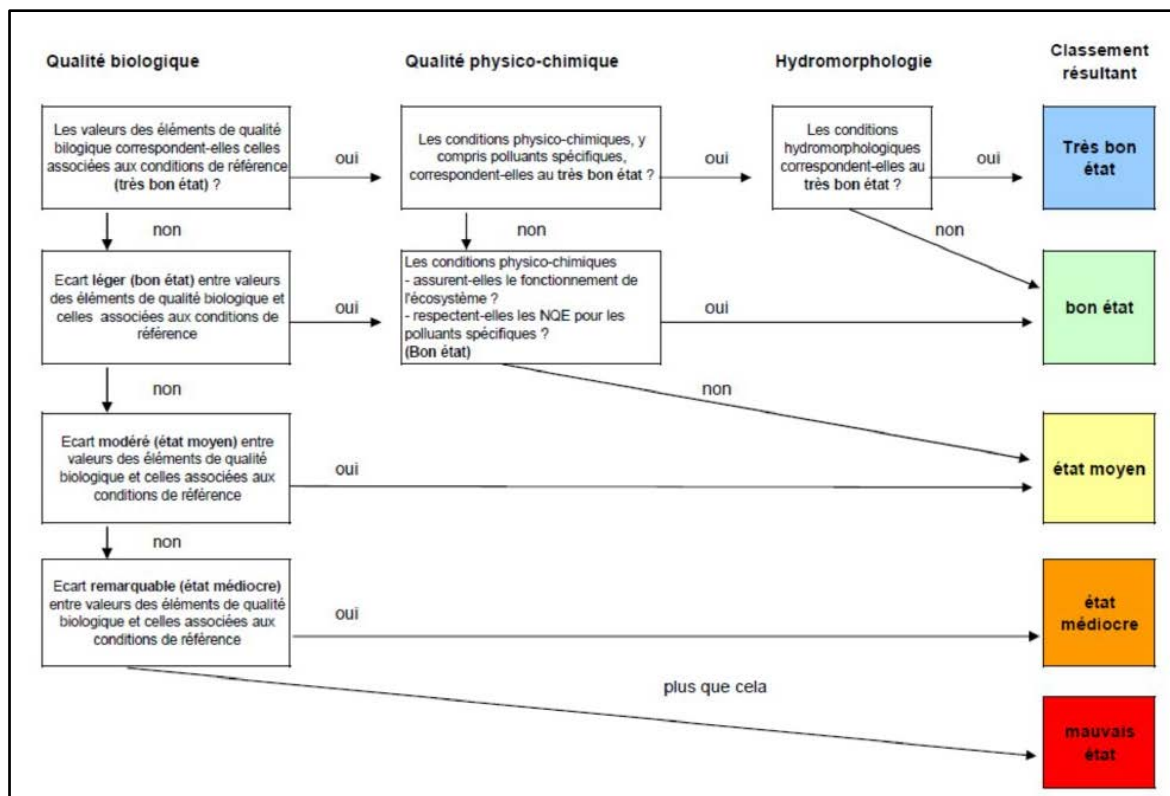 Qualité biologique
Qualité physico-chimique
Hydromorphologie
Classement
résultant
Les valeurs des éléments de qualité
bilogique correspondent-elles celles
associées aux conditions de référence
(très bon état) ?
oui
Les conditions physico-chimiques, y
compris polluants spécifiques,
correspondent-elles au très bon état ?
oui
Les conditions
hydromorphologiques
correspondent-elles au
très bon état ?
oui
Très bon
état
non
non
non
Ecart léger (bon état) entre valeurs
des éléments de qualité biologique et
celles associées aux conditions de
référence
oui
Les conditions physico-chimiques
- assurent-elles le fonctionnement de
l'écosystème ?
- respectent-elles les NQE pour les
polluants spécifiques ?
(Bon état)
oui
bon état
non
non
Ecart modéré (état moyen) entre
valeurs des éléments de qualité
biologique et celles associées aux
conditions de référence
oui
état moyen
non
Ecart remarquable (état médiocre)
entre valeurs des éléments de qualité
biologique et celles associées aux
conditions de référence
oui
état
médiocre
plus que cela
mauvais
état